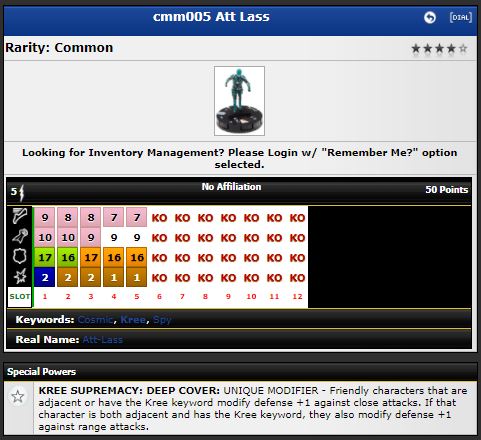 cmm005 Att Lass
[DIAL]
Rarity: Common
Looking for Inventory Management? Please Login w/ "Remember Me?" option
selected.
5 No Affiliation 50 Points
9 8 8 7 7 KO KO KO KO KO KO KO
10 10 9 9 9 KO KO KO KO KO KO KO
17 16 17 16 16 KO KO KO KO KO KO KO
2 2 2 1 1 KO KO KO KO KO KO KO
SLOT 1 2 3 4 5 6 7 8 9 10 11 12
Keywords: Cosmic, Kree, Spy
Real Name: Att-Lass
Special Powers
KREE SUPREMACY: DEEP COVER: UNIQUE MODIFIER - Friendly characters that are
adjacent or have the Kree keyword modify defense +1 against close attacks. If that
character is both adjacent and has the Kree keyword, they also modify defense +1
against range attacks.